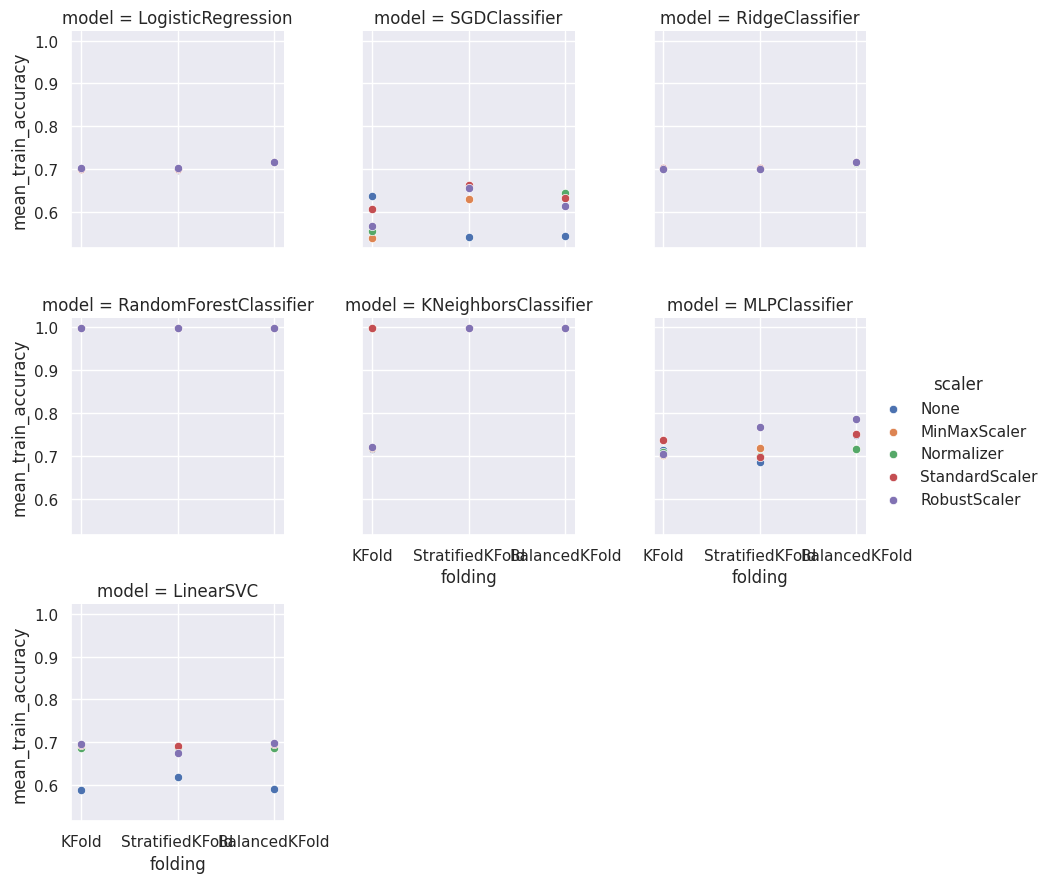 model = LogisticRegression
model = SGDClassifier
model = RidgeClassifier
mean_train_accuracy
1.0
0.9
0.8
0.7
0.6
model = RandomForestClassifier
model = KNeighborsClassifier
model = MLPClassifier
mean_train_accuracy
1.0
0.9
0.8
0.7
0.6
KFold StratifiedKFold BalancedKFold
folding
KFold StratifiedKFold BalancedKFold
folding
scaler
None
MinMaxScaler
Normalizer
StandardScaler
RobustScaler
model = LinearSVC
mean_train_accuracy
1.0
0.9
0.8
0.7
0.6
KFold StratifiedKFold BalancedKFold
folding